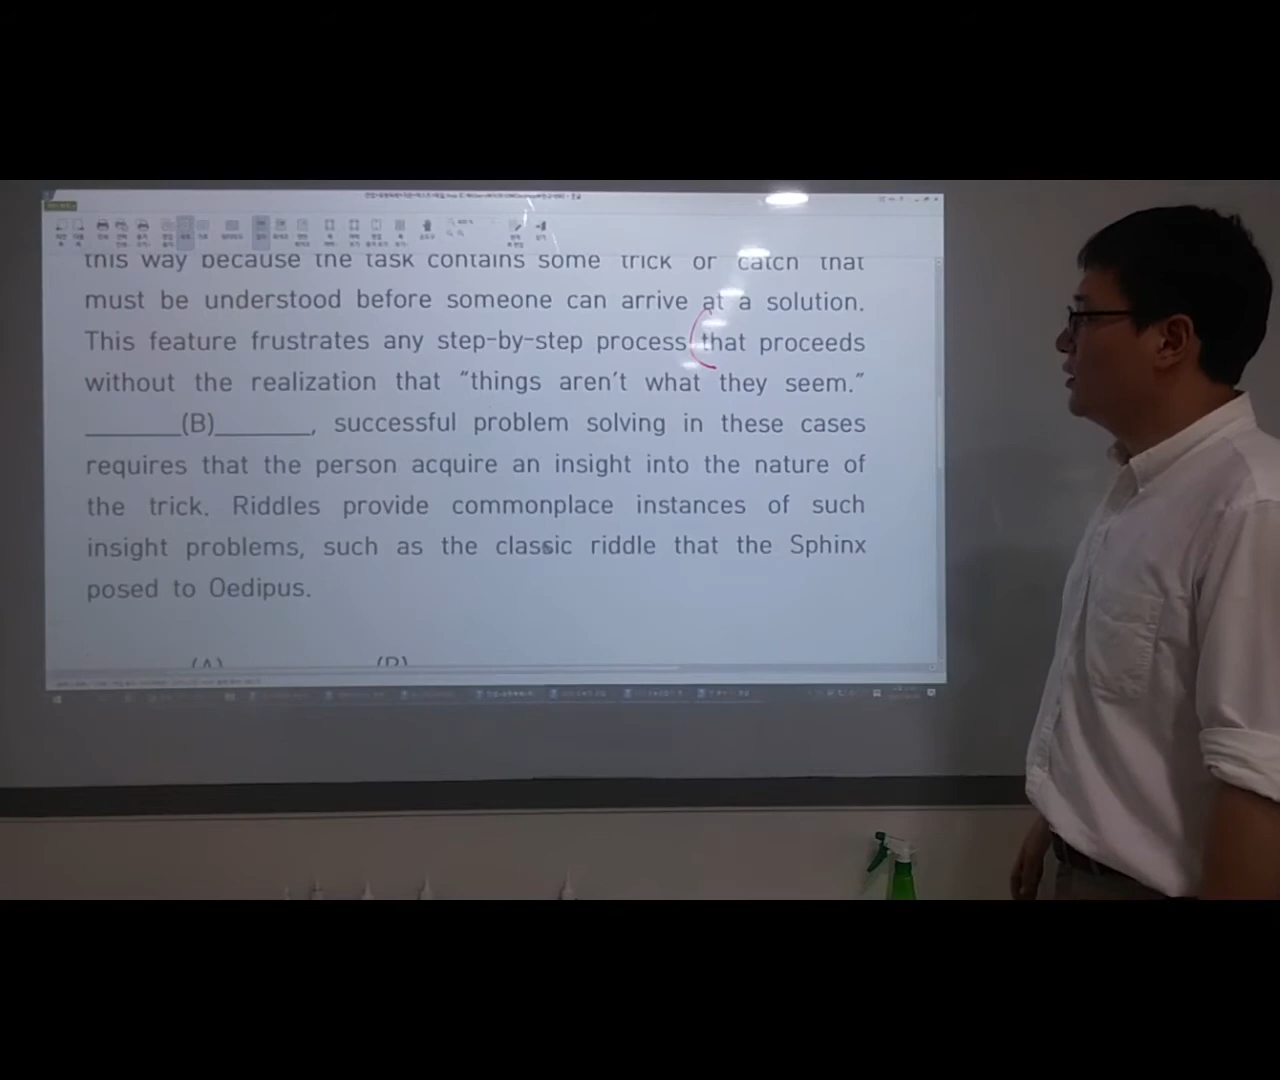 this way because the task contains some trick or catch that
must be understood before someone can arrive at a solution.
This feature frustrates any step-by-step process that proceeds
without the realization that “things aren’t what they seem.”
_______(B)_______, successful problem solving in these cases
requires that the person acquire an insight into the nature of
the trick. Riddles provide commonplace instances of such
insight problems, such as the classic riddle that the Sphinx
posed to Oedipus.
(A) (B)